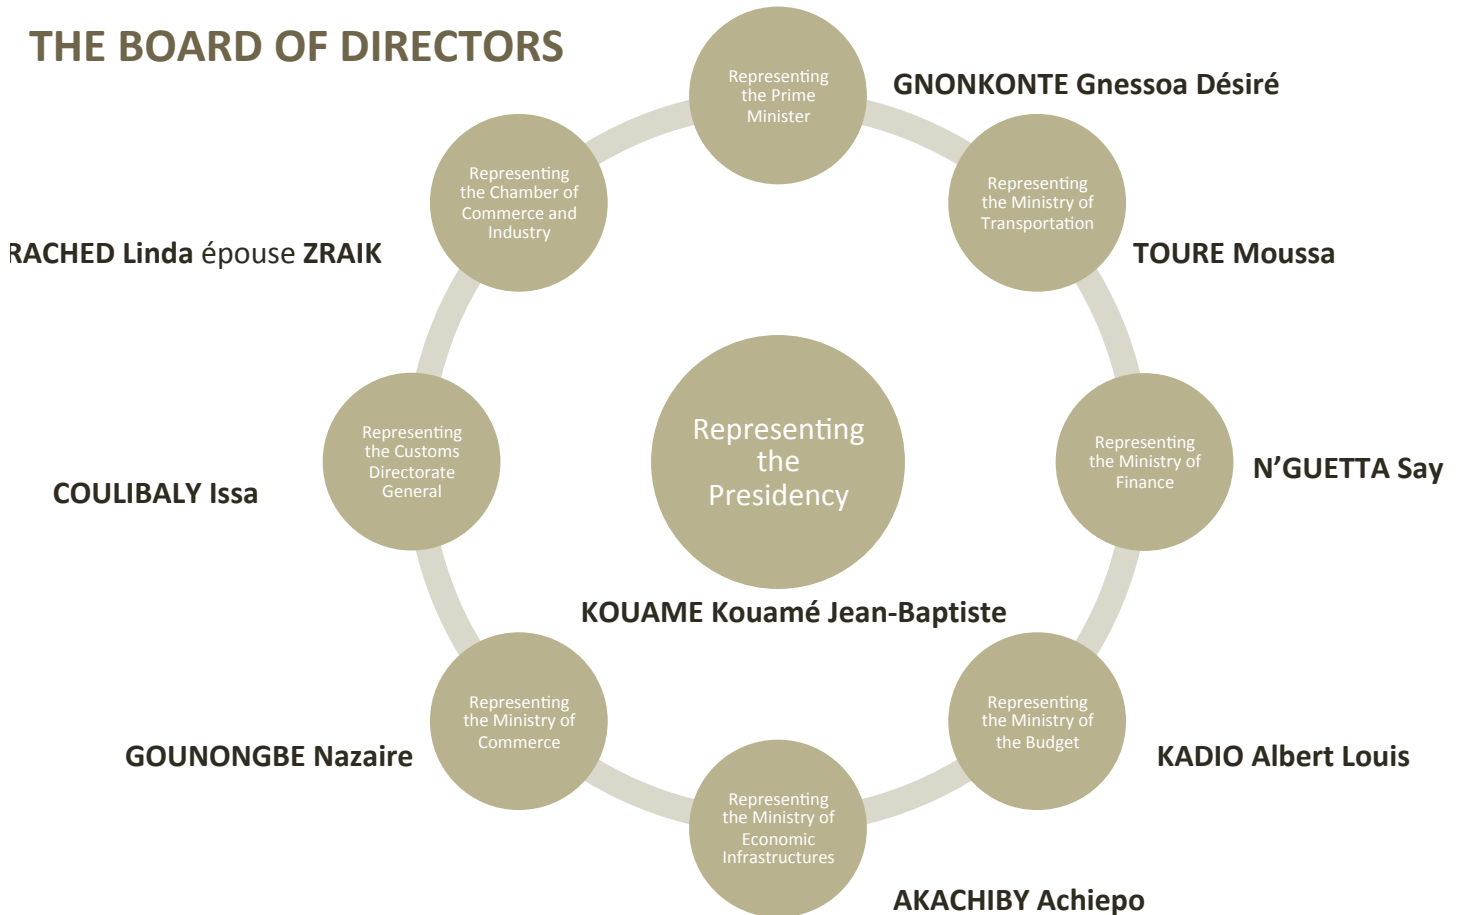 THE BOARD OF DIRECTORS
Representing
the Prime
Minister
GNONKONTE Gnessoa Désiré
Representing
the Ministry of
Transportation
TOURE Moussa
Representing
the Ministry of
Finance
N’GUETTA Say
Representing
the Ministry of
the Budget
KADIO Albert Louis
Representing
the Ministry of
Economic
Infrastructures
AKACHIBY Achiepo
Representing
the Ministry of
Commerce
GOUNONGBE Nazaire
Representing
the Customs
Directorate
General
COULIBALY Issa
Representing
the Chamber of
Commerce and
Industry
RACHED Linda épouse ZRAIK
Representing
the
Presidency
KOUAME Kouamé Jean-Baptiste